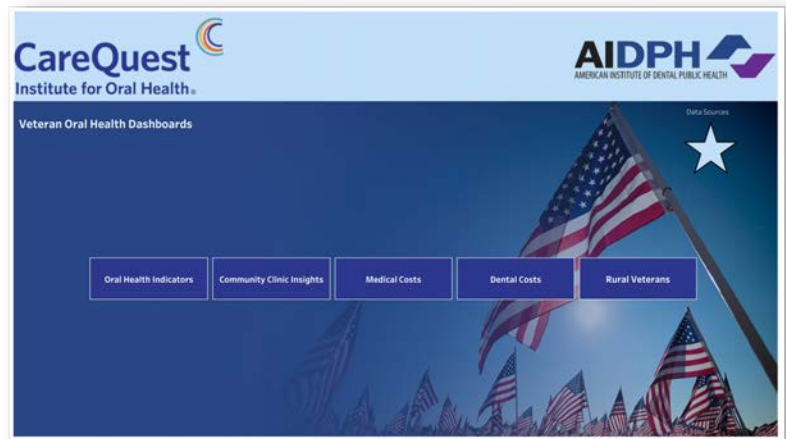 CareQuest
Institute for Oral Health.
AIDPH
AMERICAN INSTITUTE OF DENTAL PUBLIC HEALTH
Veteran Oral Health Dashboards
Data Sources
Oral Health Indicators
Community Clinic Insights
Medical Costs
Dental Costs
Rural Veterans